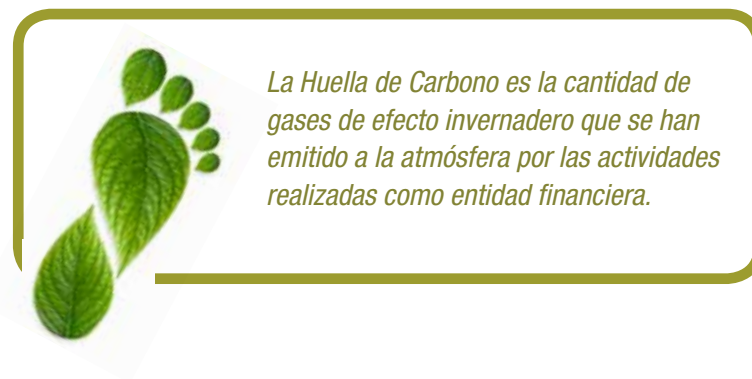 La Huella de Carbono es la cantidad de
gases de efecto invernadero que se han
emitido a la atmósfera por las actividades
realizadas como entidad financiera.